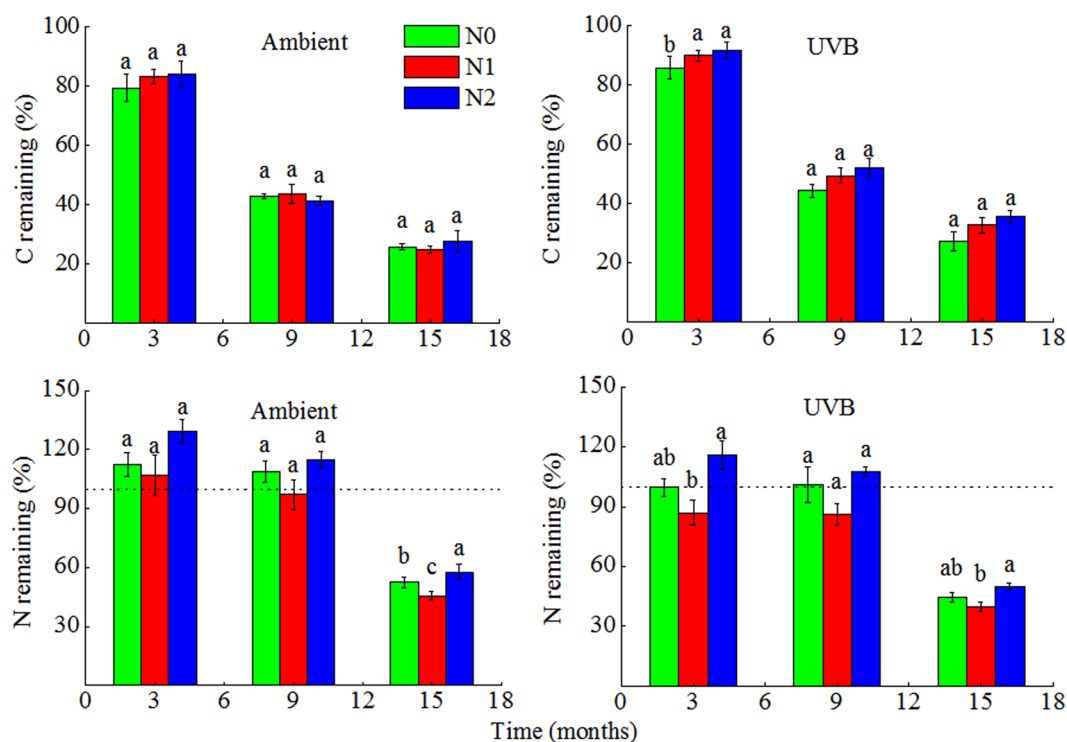 Ambient
N0
N1
N2
a a a
a a a
a a a
100
80
60
40
20
C remaining (%)
0 3 6 9 12 15 18
UVB
b a a
a a a
a a a
100
80
60
40
20
C remaining (%)
0 3 6 9 12 15 18
Ambient
a a a
a a a
b c a
150
120
90
60
30
N remaining (%)
0 3 6 9 12 15 18
UVB
ab b a
a a a
ab b a
150
120
90
60
30
N remaining (%)
0 3 6 9 12 15 18
Time (months)